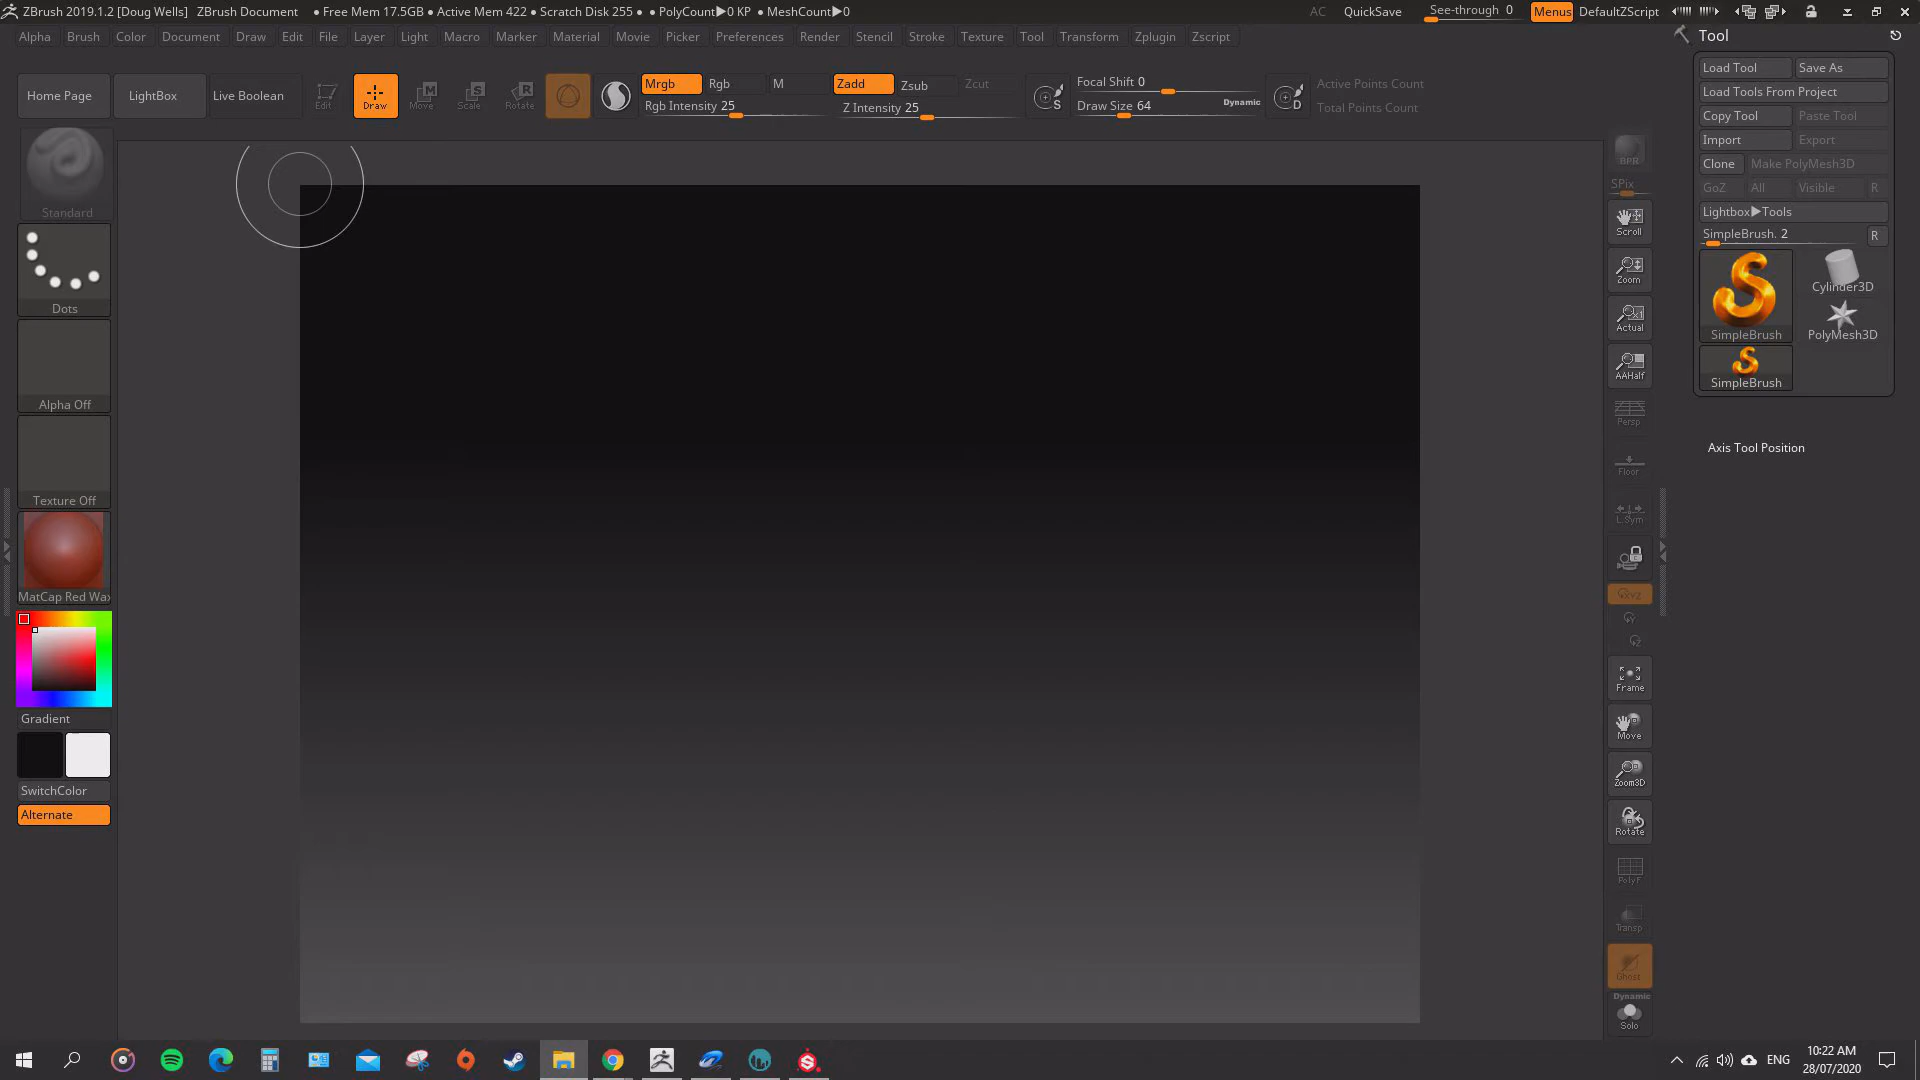 ZBrush 2019.1.2 [Doug Wells] ZBrush Document • Free Mem 17.5GB • Active Mem 422 • Scratch Disk 255 • • PolyCount▶0 KP • MeshCount▶0 AC QuickSave See-through 0 Menus DefaultZScript
Alpha Brush Color Document Draw Edit File Layer Light Macro Marker Material Movie Picker Preferences Render Stencil Stroke Texture Tool Transform Zplugin Zscript
Tool
Load Tool Save As
Load Tools From Project
Copy Tool Paste Tool
Import Export
Clone Make PolyMesh3D
GoZ All Visible R
Lightbox▶Tools
SimpleBrush. 2 R
SimpleBrush
Cylinder3D
PolyMesh3D
SimpleBrush
Axis Tool Position
Home Page LightBox Live Boolean Edit Draw Move Scale Rotate
Mrgb Rgb M
Rgb Intensity 25
Zadd Zsub Zcut
Z Intensity 25
S
Focal Shift 0
Draw Size 64 Dynamic
D
Active Points Count
Total Points Count
Standard
Dots
Alpha Off
Texture Off
MatCap Red Wax
Gradient
SwitchColor
Alternate
BPR
SPix
Scroll
Zoom
Actual
AAHalf
Persp
Floor
L.Sym
xyz
Y
Z
Frame
Move
Zoom3D
Rotate
PolyF
Transp
Ghost
Dynamic
Solo
ENG
10:22 AM
28/07/2020